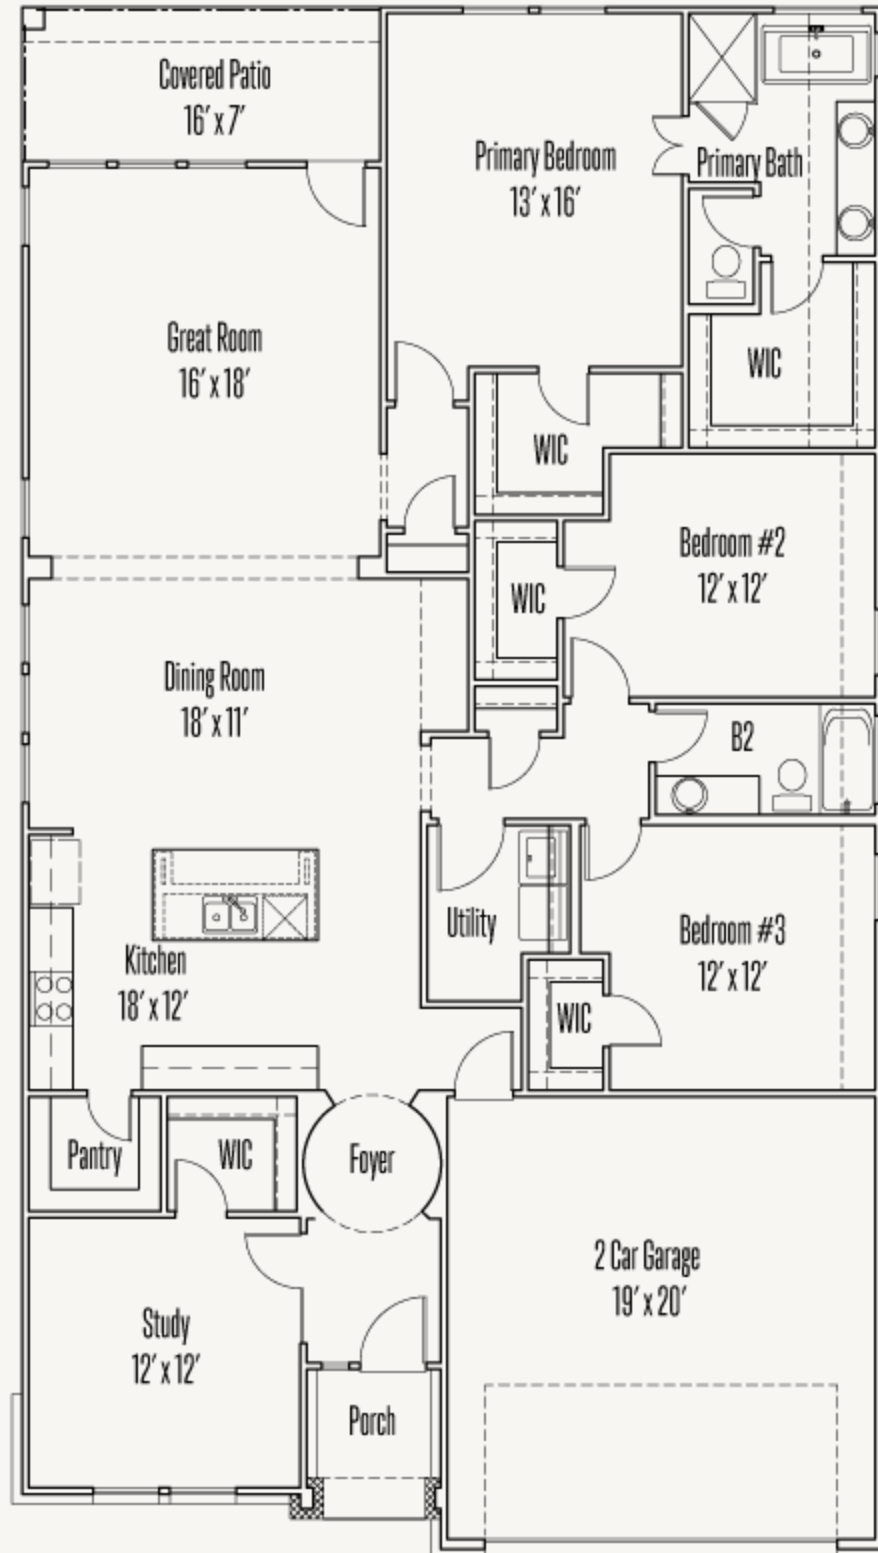 Covered Patio
16′ x 7′
Primary Bedroom
13′ x 16′
Primary Bath
Great Room
16′ x 18′
WIC
WIC
Bedroom #2
12′ x 12′
WIC
Dining Room
18′ x 11′
B2
Utility
Bedroom #3
12′ x 12′
Kitchen
18′ x 12′
WIC
Pantry
WIC
Foyer
2 Car Garage
19′ x 20′
Study
12′ x 12′
Porch